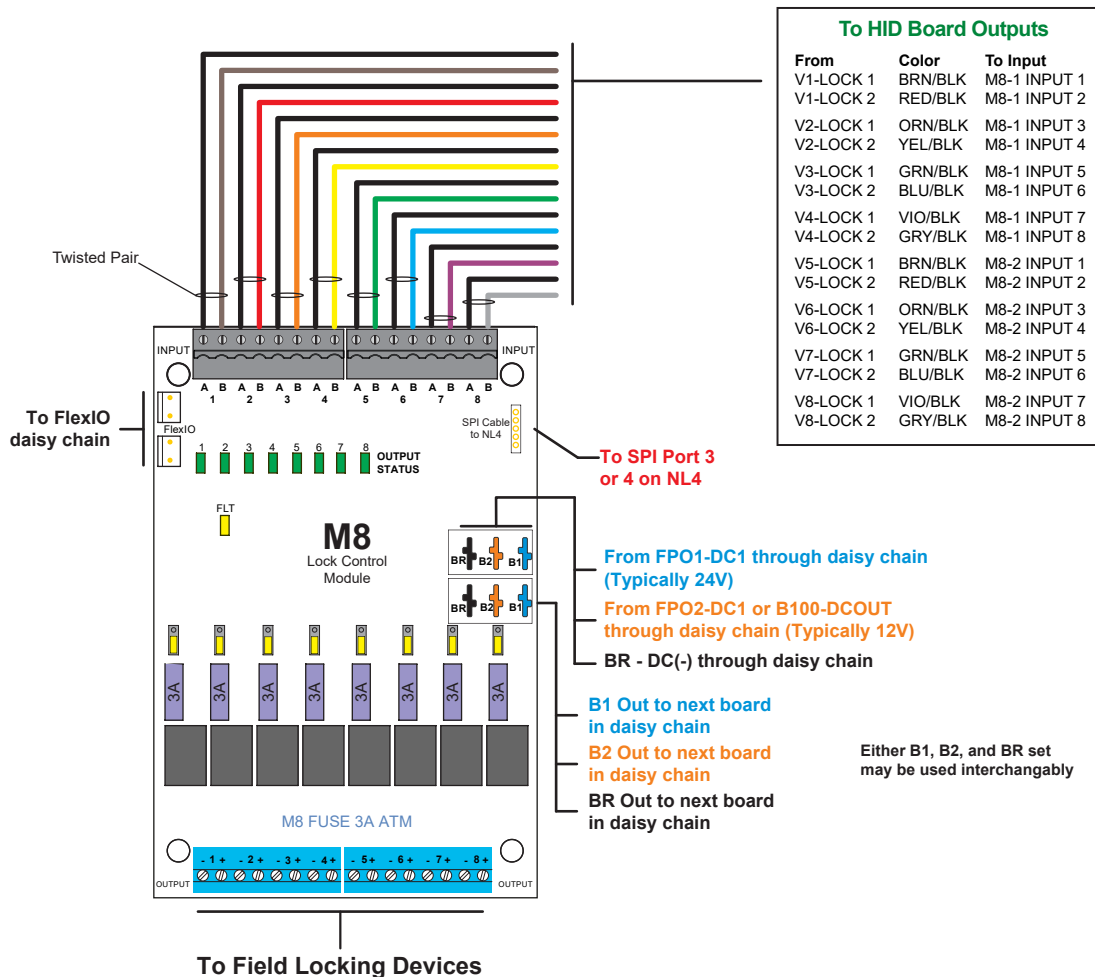 To HID Board Outputs
From Color To Input
V1-LOCK 1 BRN/BLK M8-1 INPUT 1
V1-LOCK 2 RED/BLK M8-1 INPUT 2
V2-LOCK 1 ORN/BLK M8-1 INPUT 3
V2-LOCK 2 YEL/BLK M8-1 INPUT 4
V3-LOCK 1 GRN/BLK M8-1 INPUT 5
V3-LOCK 2 BLU/BLK M8-1 INPUT 6
V4-LOCK 1 VIO/BLK M8-1 INPUT 7
V4-LOCK 2 GRY/BLK M8-1 INPUT 8
V5-LOCK 1 BRN/BLK M8-2 INPUT 1
V5-LOCK 2 RED/BLK M8-2 INPUT 2
V6-LOCK 1 ORN/BLK M8-2 INPUT 3
V6-LOCK 2 YEL/BLK M8-2 INPUT 4
V7-LOCK 1 GRN/BLK M8-2 INPUT 5
V7-LOCK 2 BLU/BLK M8-2 INPUT 6
V8-LOCK 1 VIO/BLK M8-2 INPUT 7
V8-LOCK 2 GRY/BLK M8-2 INPUT 8
Twisted Pair
INPUT INPUT
A B A B A B A B A B A B A B A B
1 2 3 4 5 6 7 8
To FlexIO
daisy chain
FlexIO
SPI Cable
to NL4
1 2 3 4 5 6 7 8
OUTPUT
STATUS
To SPI Port 3
or 4 on NL4
FLT
M8
Lock Control
Module
BR B2 B1
BR B2 B1
From FPO1-DC1 through daisy chain
(Typically 24V)
From FPO2-DC1 or B100-DCOUT
through daisy chain (Typically 12V)
BR - DC(-) through daisy chain
3A 3A 3A 3A 3A 3A 3A 3A
B1 Out to next board
in daisy chain
B2 Out to next board
in daisy chain
BR Out to next board
in daisy chain
Either B1, B2, and BR set
may be used interchangably
M8 FUSE 3A ATM
- 1 + - 2 + - 3 + - 4 + - 5 + - 6 + - 7 + - 8 +
OUTPUT OUTPUT
To Field Locking Devices